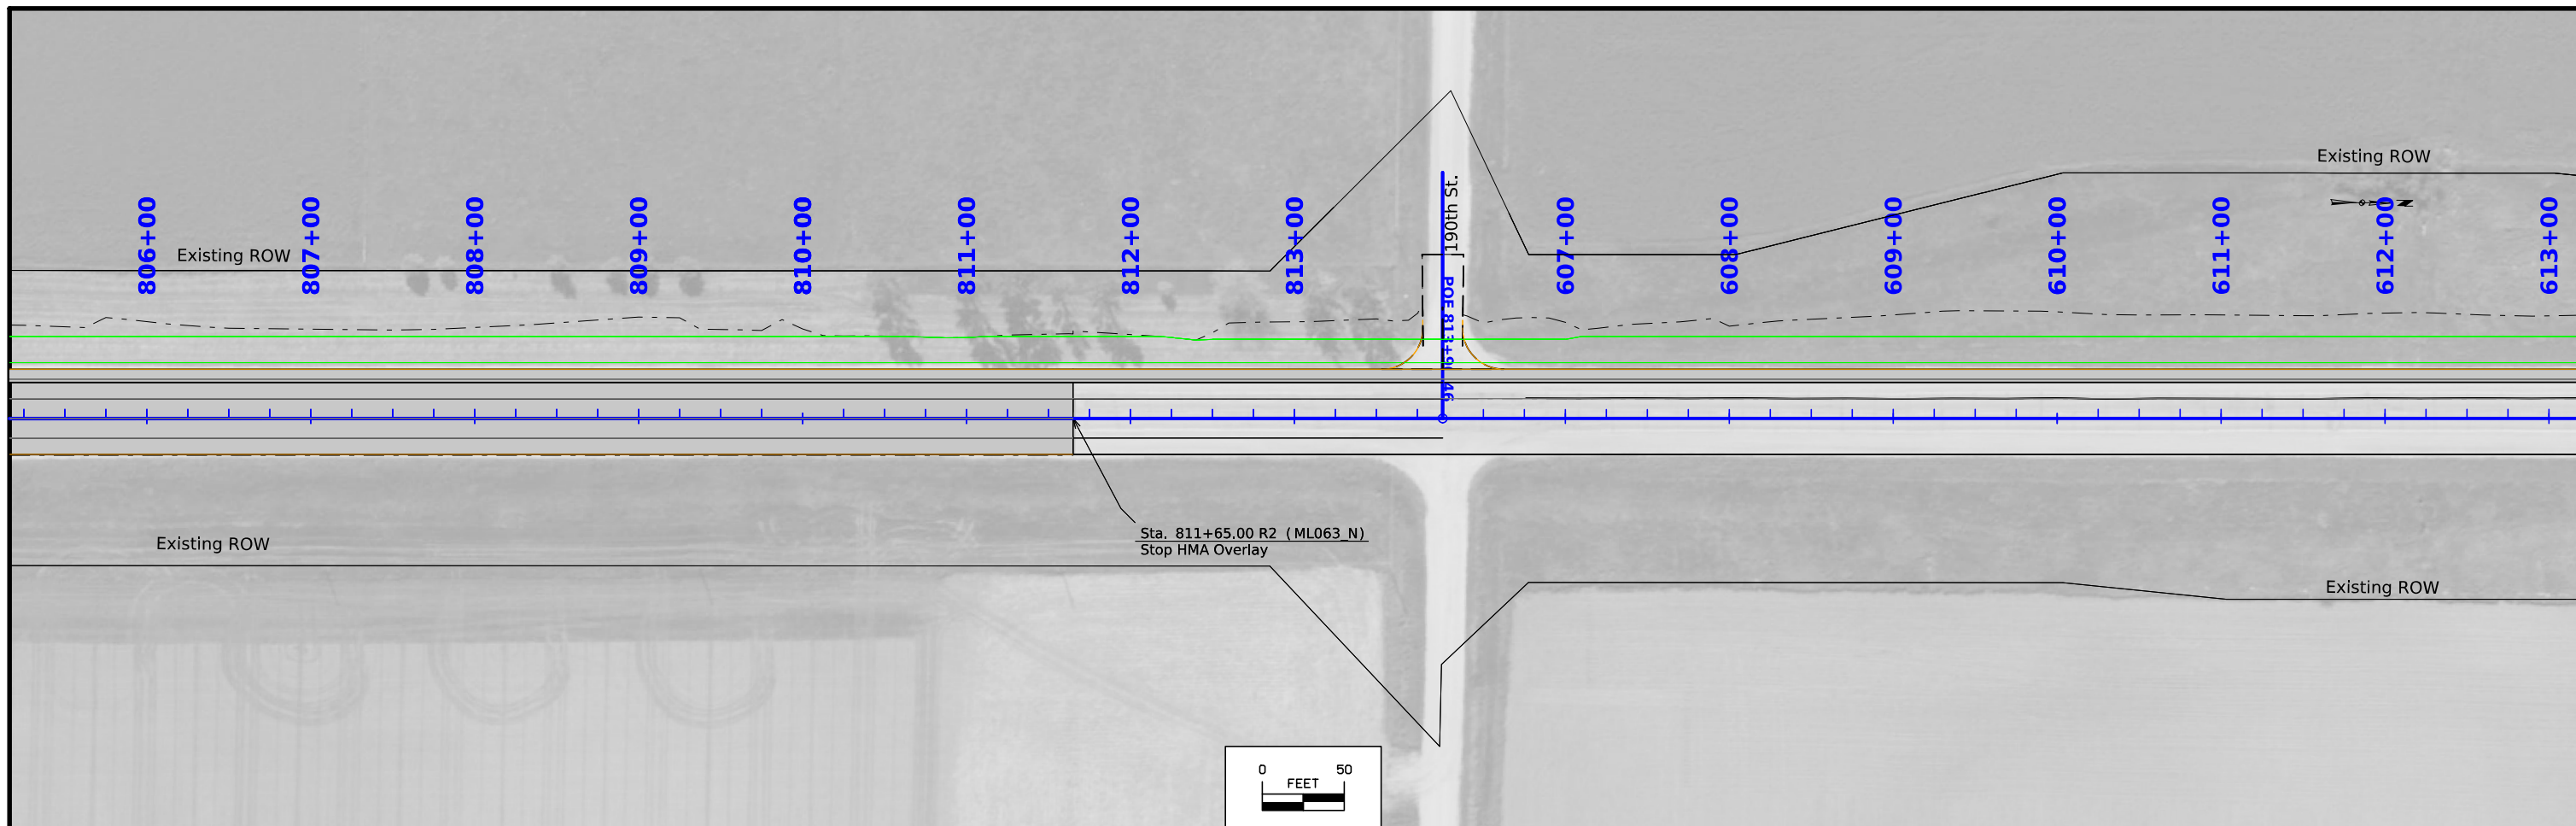 190th St.
Existing ROW
806+00
807+00
808+00
809+00
810+00
811+00
812+00
813+00
607+00
608+00
609+00
610+00
611+00
612+00
613+00
Existing ROW
Sta. 811+65.00 R2 (ML063_N)
Stop HMA Overlay
Existing ROW
Existing ROW
0 50
FEET